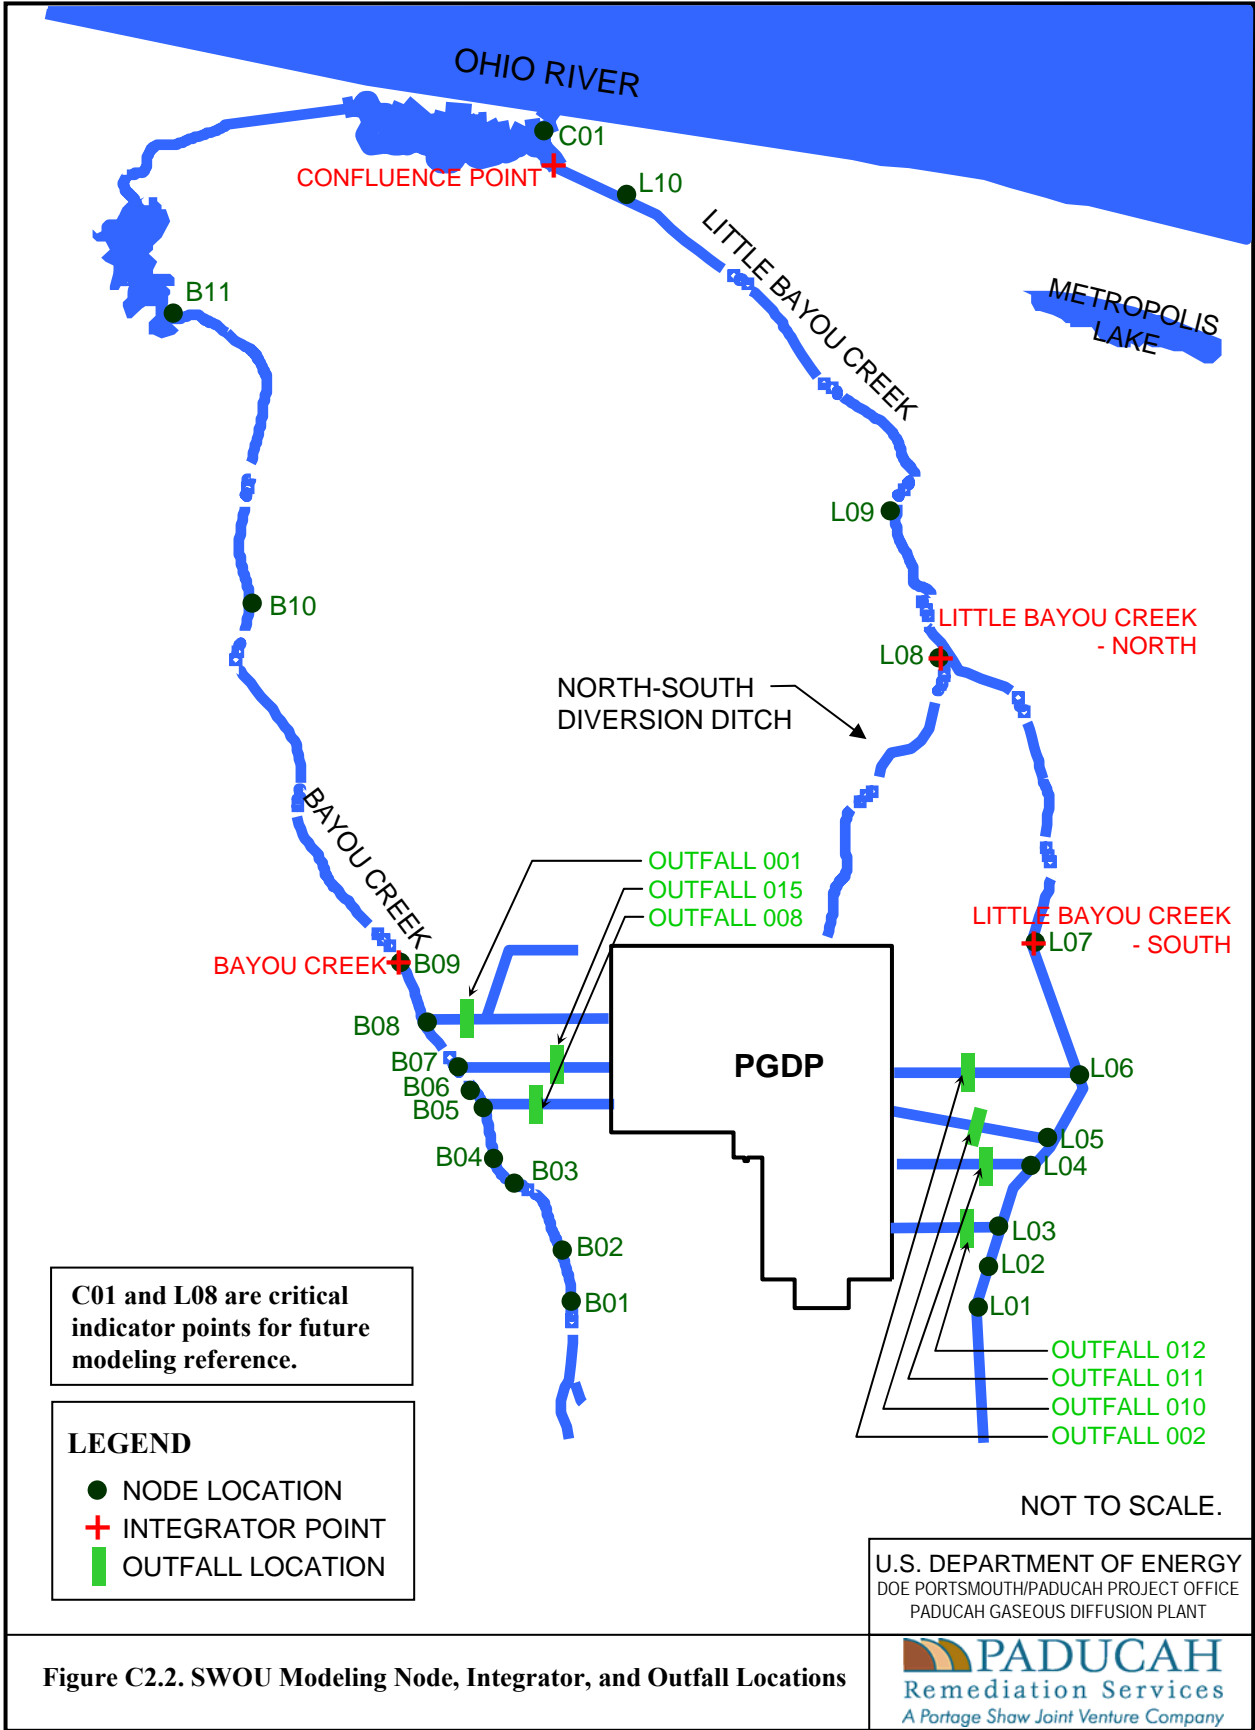 OHIO RIVER
C01
CONFLUENCE POINT
L10
LITTLE BAYOU CREEK
METROPOLIS
LAKE
B11
L09
B10
LITTLE BAYOU CREEK
- NORTH
L08
NORTH-SOUTH
DIVERSION DITCH
BAYOU CREEK
OUTFALL 001
OUTFALL 015
OUTFALL 008
LITTLE BAYOU CREEK
- SOUTH
L07
BAYOU CREEK
B09
B08
B07
B06
B05
PGDP
L06
L05
L04
B04
B03
L03
B02
L02
B01
L01
C01 and L08 are critical
indicator points for future
modeling reference.
OUTFALL 012
OUTFALL 011
OUTFALL 010
OUTFALL 002
LEGEND
NODE LOCATION
INTEGRATOR POINT
OUTFALL LOCATION
NOT TO SCALE.
U.S. DEPARTMENT OF ENERGY
DOE PORTSMOUTH/PADUCAH PROJECT OFFICE
PADUCAH GASEOUS DIFFUSION PLANT
Figure C2.2. SWOU Modeling Node, Integrator, and Outfall Locations
PADUCAH
Remediation Services
A Portage Shaw Joint Venture Company